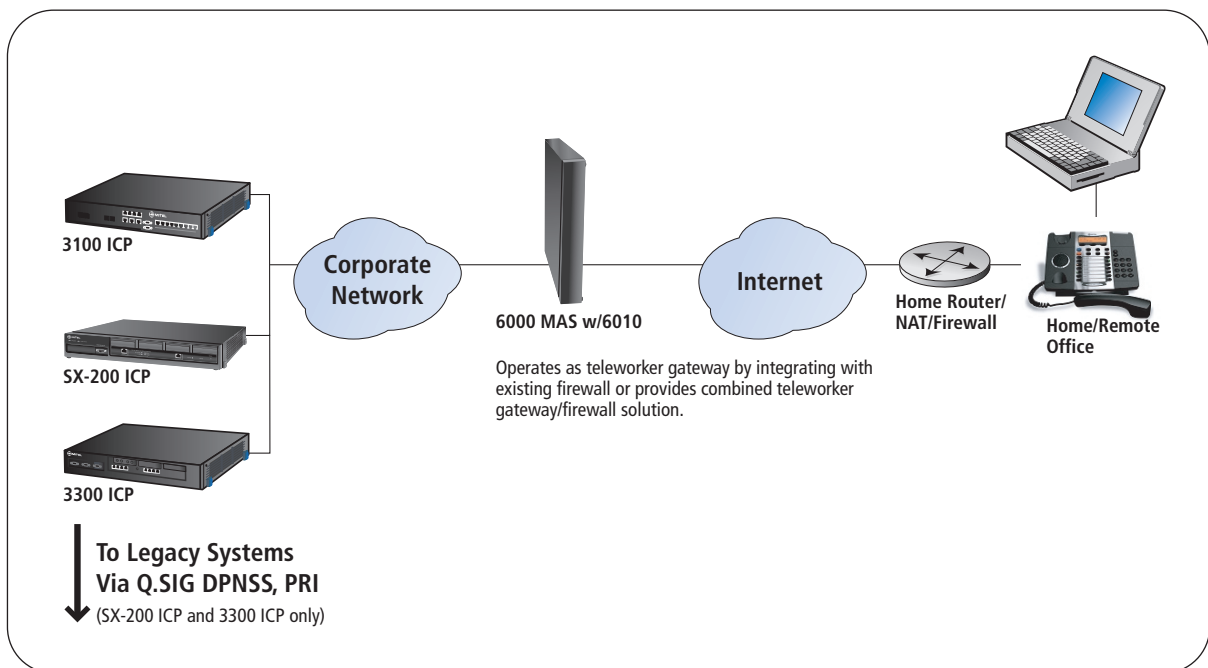 3100 ICP
SX-200 ICP
3300 ICP
To Legacy Systems
Via Q.SIG DPNSS, PRI
(SX-200 ICP and 3300 ICP only)
Corporate
Network
6000 MAS w/6010
Operates as teleworker gateway by integrating with
existing firewall or provides combined teleworker
gateway/firewall solution.
Internet
Home Router/
NAT/Firewall
Home/Remote
Office